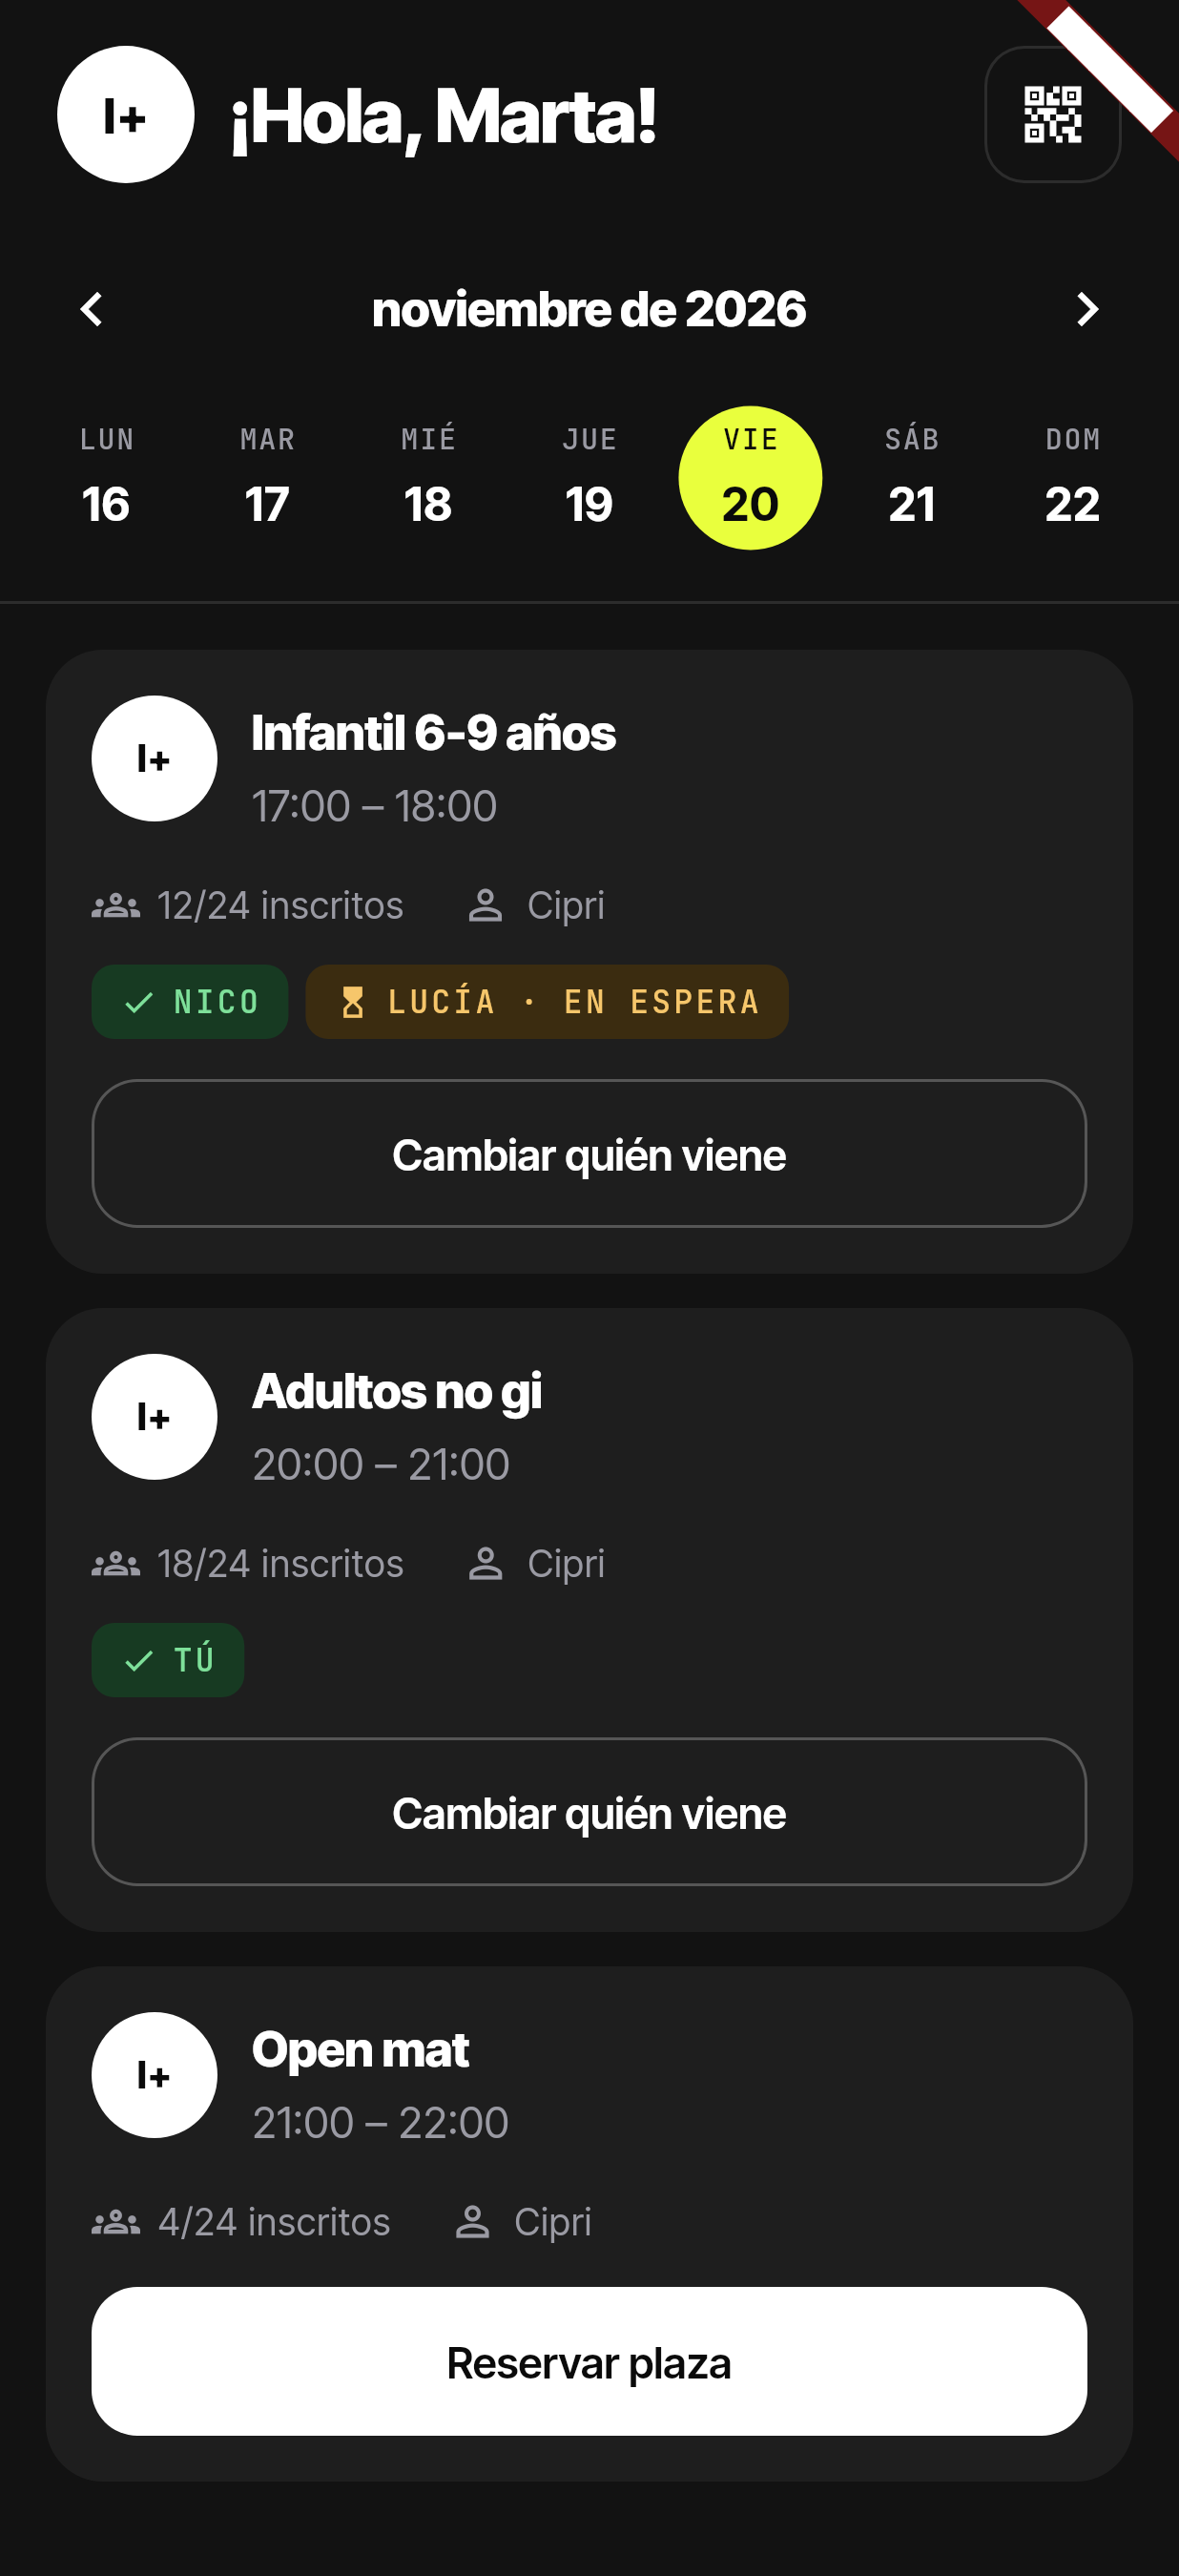 I+
¡Hola, Marta!
noviembre de 2026
LUN MAR MIÉ JUE VIE SÁB DOM
16 17 18 19 20 21 22
I+
Infantil 6-9 años
17:00 – 18:00
12/24 inscritos Cipri
NICO LUCÍA · EN ESPERA
Cambiar quién viene
I+
Adultos no gi
20:00 – 21:00
18/24 inscritos Cipri
TÚ
Cambiar quién viene
I+
Open mat
21:00 – 22:00
4/24 inscritos Cipri
Reservar plaza